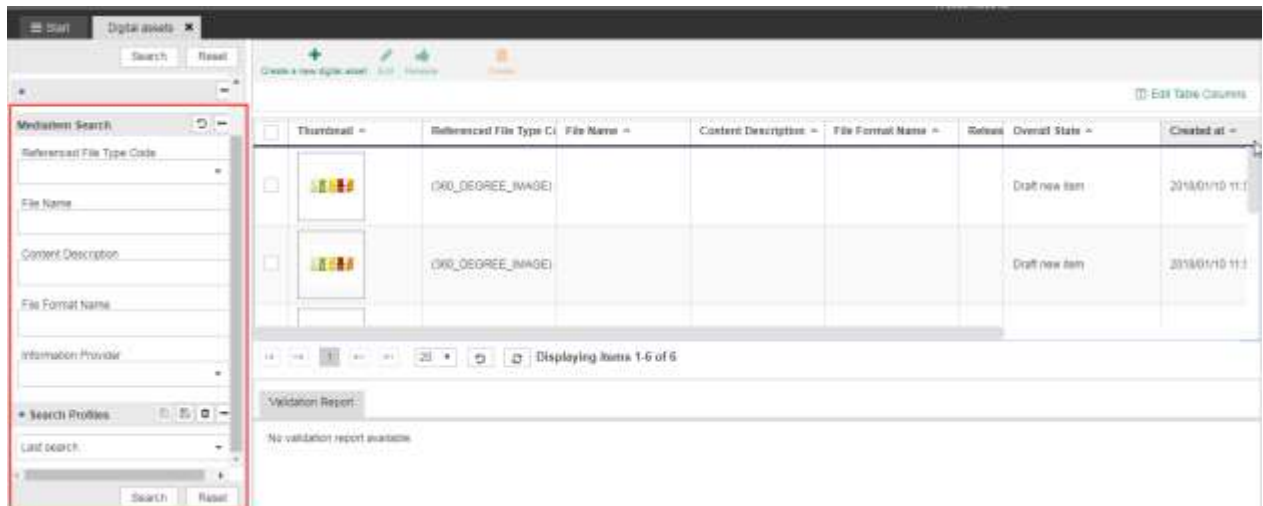 Start
Digital assets
Search Reset
Create a new digital asset Edit Release Delete
Edit Table Columns
Mediaitem Search
Referenced File Type Code
File Name
Content Description
File Format Name
Information Provider
Search Profiles
Last search
Search Reset
Thumbnail Referenced File Type Co File Name Content Description File Format Name Releas Overall State Created at
(360_DEGREE_IMAGE) Draft new item 2018/01/10 11:5
(360_DEGREE_IMAGE) Draft new item 2018/01/10 11:5
1 25 Displaying items 1-6 of 6
Validation Report
No validation report available